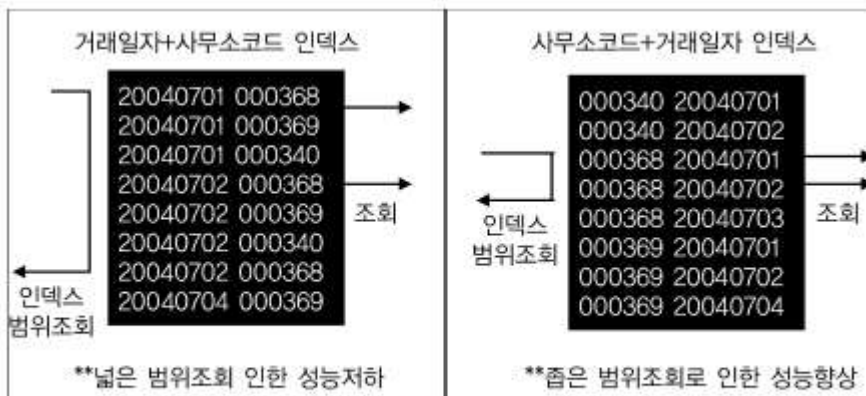 거래일자+사무소코드 인덱스
20040701 000368
20040701 000369
20040701 000340
20040702 000368
20040702 000369
20040702 000340
20040702 000368
20040704 000369
조회
인덱스
범위조회
**넓은 범위조회 인한 성능저하
사무소코드+거래일자 인덱스
000340 20040701
000340 20040702
000368 20040701
000368 20040702
000368 20040703
000369 20040701
000369 20040702
000369 20040704
조회
인덱스
범위조회
**좁은 범위조회로 인한 성능향상